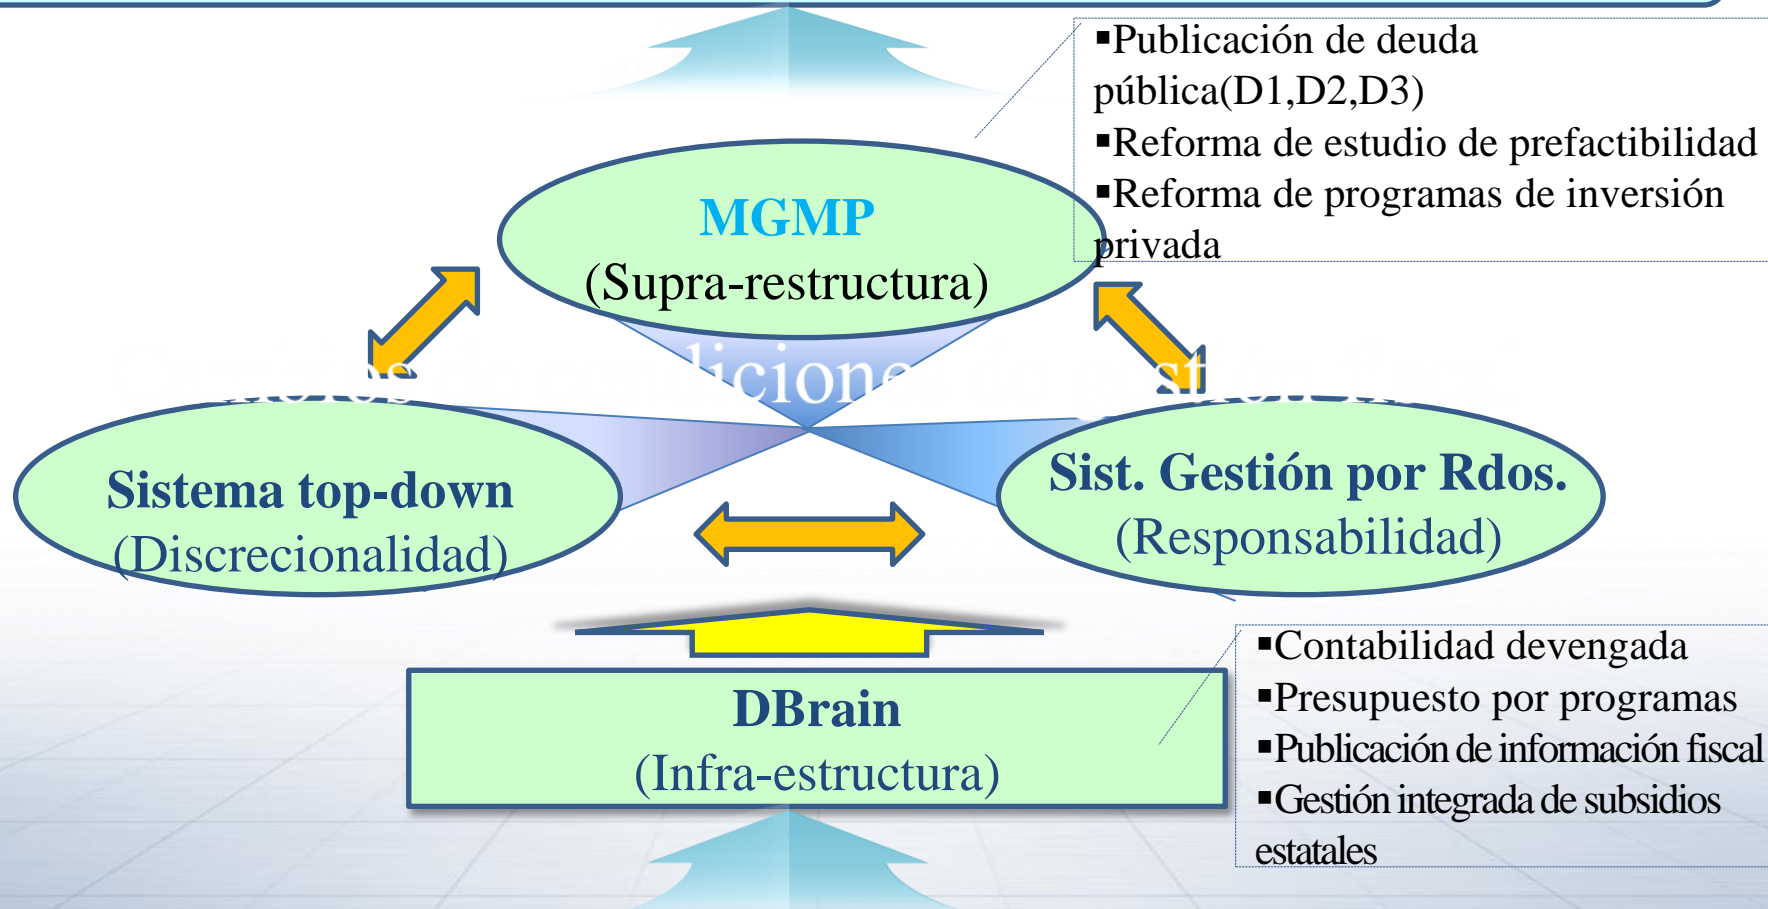 ▪Publicación de deuda
pública(D1,D2,D3)
▪Reforma de estudio de prefactibilidad
▪Reforma de programas de inversión
privada
MGMP
(Supra-restructura)
Sistema top-down
(Discrecionalidad)
Sist. Gestión por Rdos.
(Responsabilidad)
DBrain
(Infra-estructura)
▪Contabilidad devengada
▪Presupuesto por programas
▪Publicación de información fiscal
▪Gestión integrada de subsidios
estatales